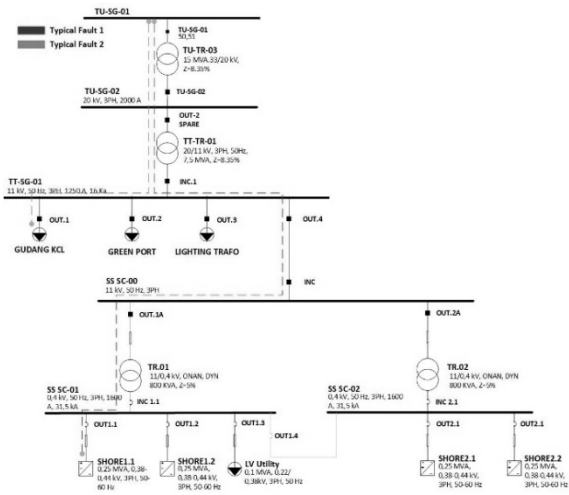 TU-SG-01
Typical Fault 1
Typical Fault 2
TU-SG-01
50,51
TU-TR-03
15 MVA.33/20 kV,
Z=8.35%
TU-SG-02
TU-SG-02
20 kV, 3PH, 2000 A
OUT-2
SPARE
TT-TR-01
20/11 kV, 3PH, 50Hz,
7,5 MVA, Z=8.35%
INC.1
TT-SG-01
11 kV, 50 Hz, 3PH, 1250 A, 16 Ka
OUT.1
OUT.2
OUT.3
OUT.4
GUDANG KCL
GREEN PORT
LIGHTING TRAFO
SS SC-00
11 kV, 50 Hz, 3PH
INC
OUT.1A
OUT.2A
TR.01
11/0,4 kV, ONAN, DYN
800 KVA, Z=5%
TR.02
11/0,4 kV, ONAN, DYN
800 KVA, Z=5%
SS SC-01
0,4 kV, 50 Hz, 3PH, 1600
A, 31,5 kA
INC 1.1
SS SC-02
0,4 kV, 50 Hz, 3PH, 1600
A, 31,5 kA
INC 2.1
OUT1.1
OUT1.2
OUT1.3
OUT1.4
OUT2.1
OUT2.1
SHORE1.1
0,25 MVA, 0,38-
0,44 kV, 3PH, 50-
60 Hz
SHORE1.2
0,25 MVA,
0,38-0,44 kV,
3PH, 50-60 Hz
LV Utility
0,1 MVA, 0,22/
0,38kV, 3PH, 50 Hz
SHORE2.1
0,25 MVA,
0,38-0,44 kV,
3PH, 50-60 Hz
SHORE2.2
0,25 MVA,
0,38-0,44 kV,
3PH, 50-60 Hz